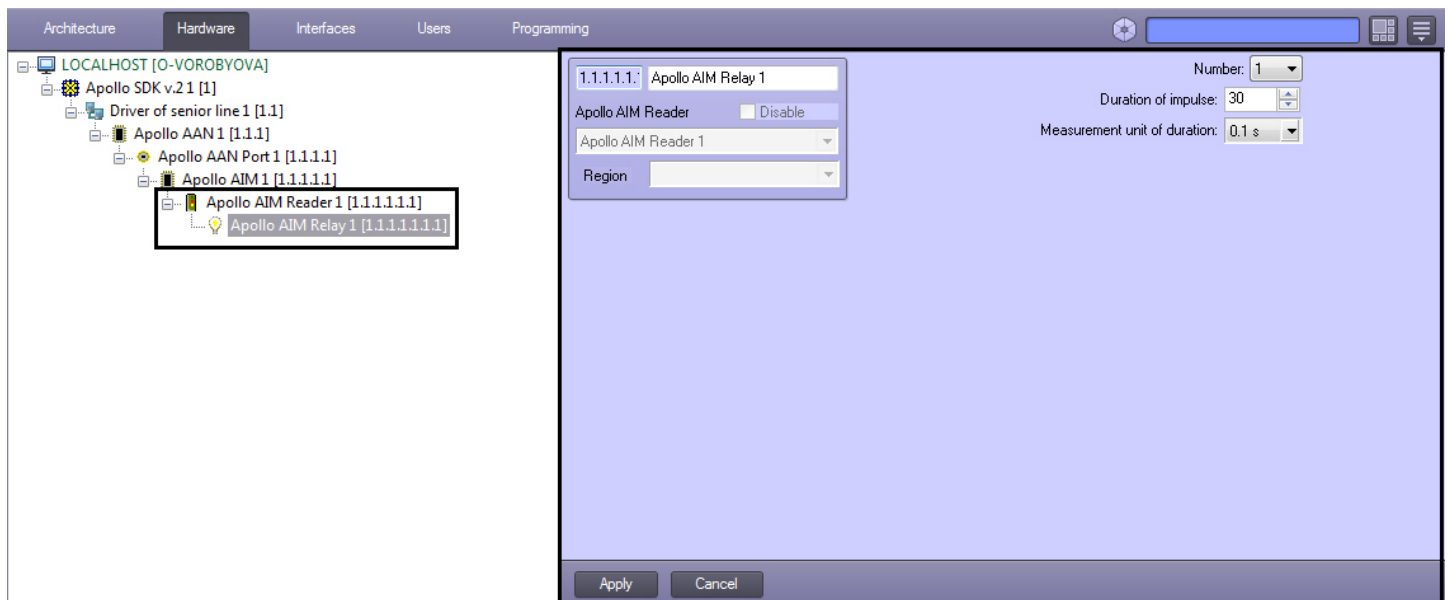 Architecture Hardware Interfaces Users Programming
LOCALHOST [O-VOROBYOVA]
Apollo SDK v.2 1 [1]
Driver of senior line 1 [1.1]
Apollo AAN 1 [1.1.1]
Apollo AAN Port 1 [1.1.1.1]
Apollo AIM 1 [1.1.1.1.1]
Apollo AIM Reader 1 [1.1.1.1.1.1]
Apollo AIM Relay 1 [1.1.1.1.1.1.1]
1.1.1.1.1. Apollo AIM Relay 1
Apollo AIM Reader Disable
Apollo AIM Reader 1
Region
Number: 1
Duration of impulse: 30
Measurement unit of duration: 0.1 s
Apply Cancel